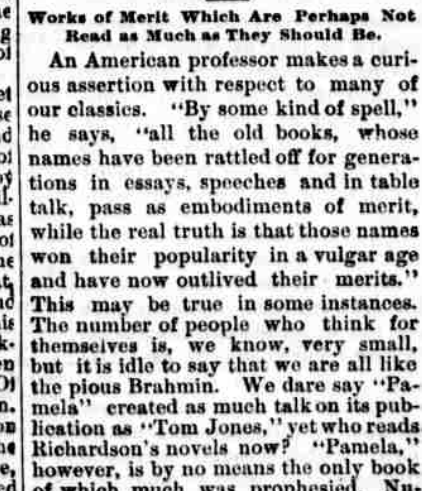 Works of Merit Which Are Perhaps Not
Read as Much as They Should Be.
An American professor makes a curi-
ous assertion with respect to many of
our classics. "By some kind of spell,"
he says, "all the old books, whose
names have been rattled off for genera-
tions in essays, speeches and in table
talk, pass as embodiments of merit,
while the real truth is that those names
won their popularity in a vulgar age
and have now outlived their merits."
This may be true in some instances.
The number of people who think for
themselves is, we know, very small,
but it is idle to say that we are all like
the pious Brahmin. We dare say "Pa-
mela" created as much talk on its pub-
lication as "Tom Jones," yet who reads
Richardson's novels now? "Pamela,"
however, is by no means the only book
of which much was prophesied. Nu-